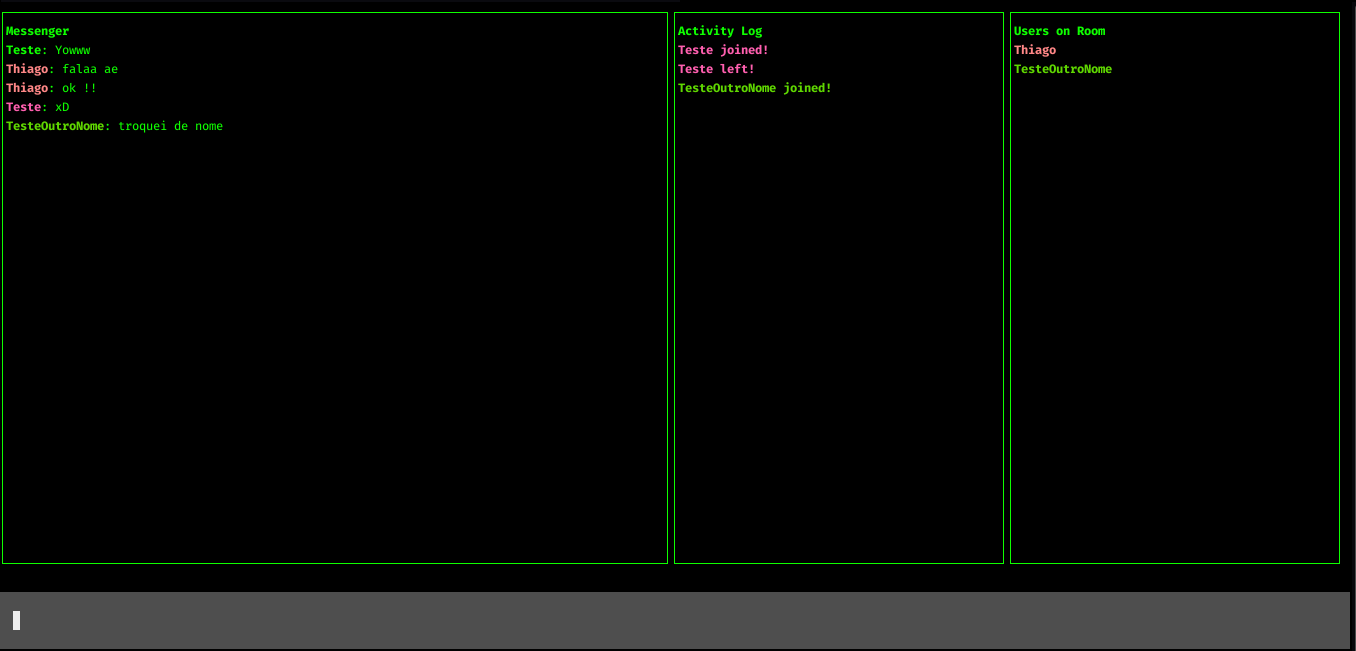 Messenger
Teste: Yowww
Thiago: falaa ae
Thiago: ok !!
Teste: xD
TesteOutroNome: troquei de nome
Activity Log
Teste joined!
Teste left!
TesteOutroNome joined!
Users on Room
Thiago
TesteOutroNome